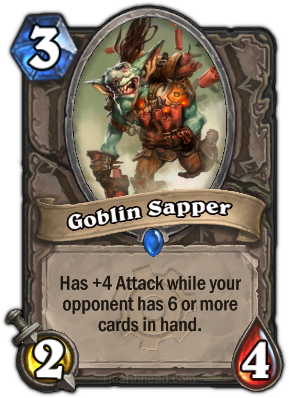 3
Goblin Sapper
Has +4 Attack while your
opponent has 6 or more
cards in hand.
2
4